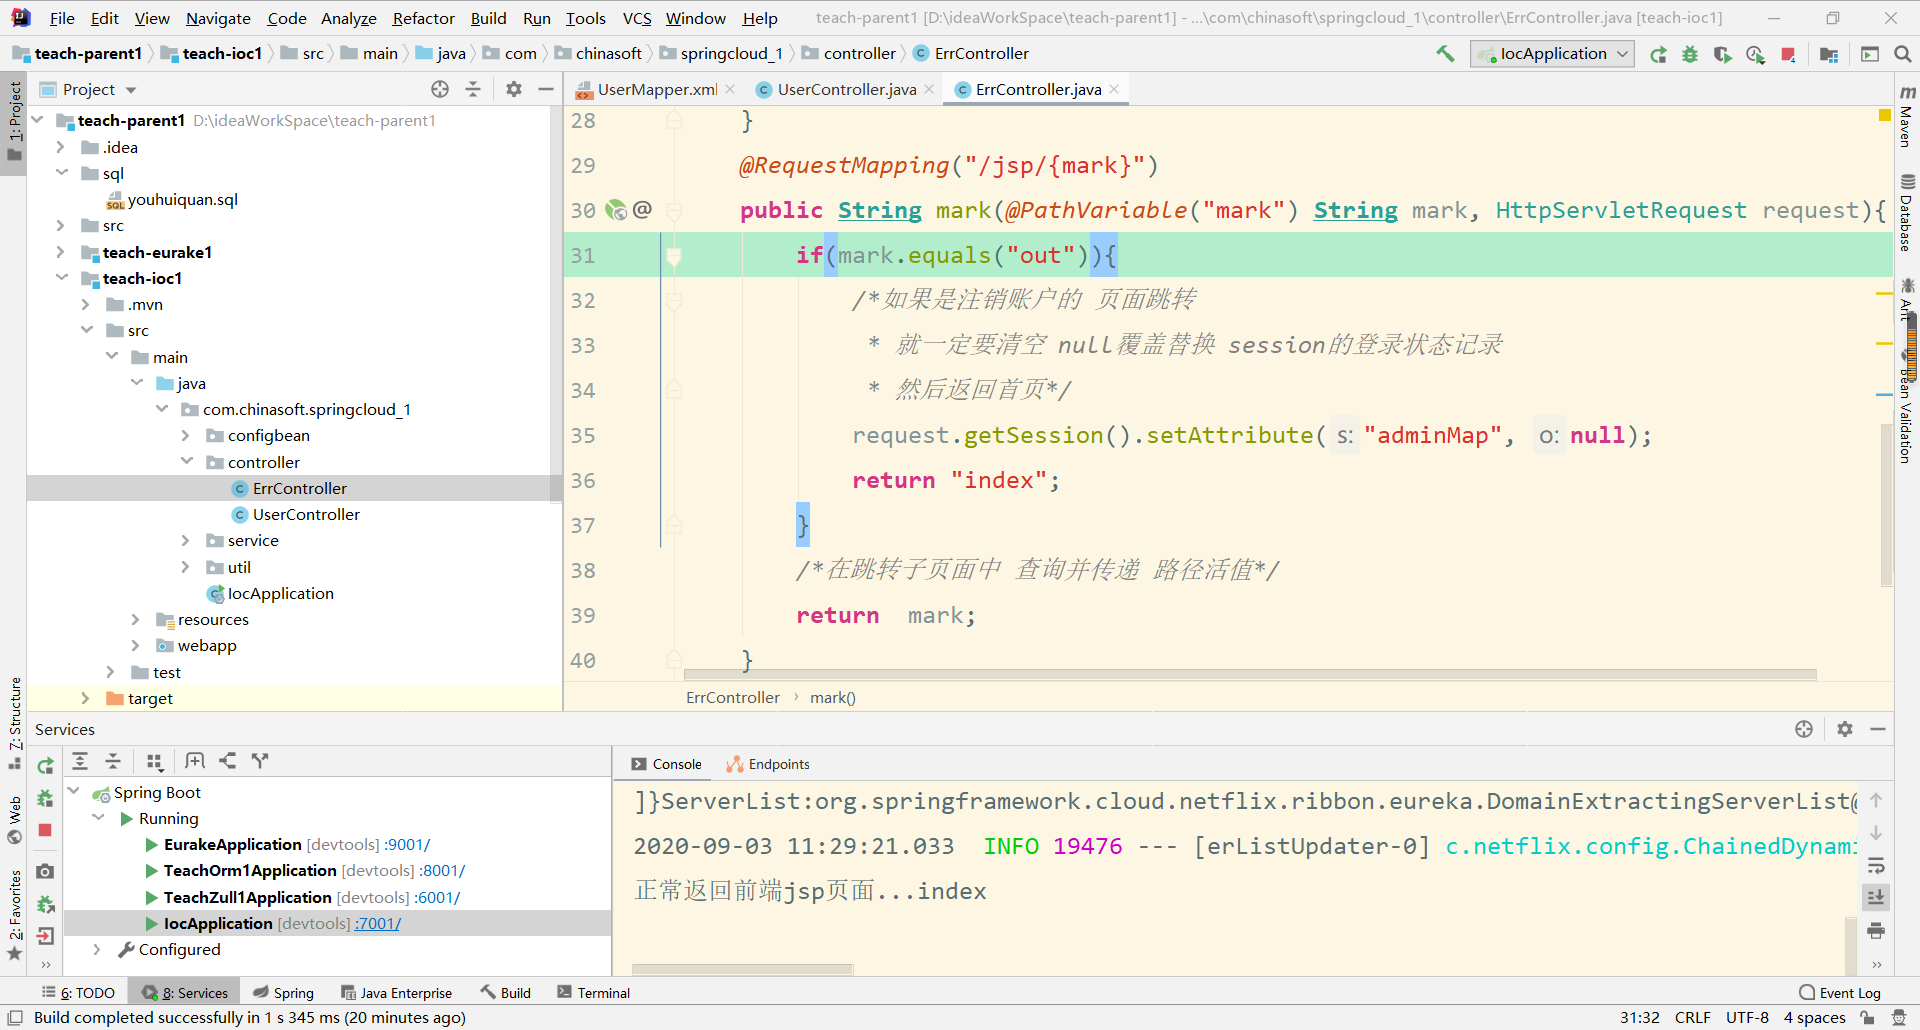 File Edit View Navigate Code Analyze Refactor Build Run Tools VCS Window Help teach-parent1 [D:\ideaWorkSpace\teach-parent1] - ...\com\chinasoft\springcloud_1\controller\ErrController.java [teach-ioc1]
teach-parent1 teach-ioc1 src main java com chinasoft springcloud_1 controller ErrController IocApplication
1: Project
Project
teach-parent1 D:\ideaWorkSpace\teach-parent1
.idea
sql
youhuiquan.sql
src
teach-eurake1
teach-ioc1
.mvn
src
main
java
com.chinasoft.springcloud_1
configbean
controller
ErrController
UserController
service
util
IocApplication
resources
webapp
test
target
UserMapper.xml UserController.java ErrController.java
28 }
29 @RequestMapping("/jsp/{mark}")
30 @ public String mark(@PathVariable("mark") String mark, HttpServletRequest request){
31 if(mark.equals("out")){
32 /*如果是注销账户的 页面跳转
33 * 就一定要清空 null覆盖替换 session的登录状态记录
34 * 然后返回首页*/
35 request.getSession().setAttribute( s: "adminMap", o: null);
36 return "index";
37 }
38 /*在跳转子页面中 查询并传递 路径活值*/
39 return mark;
40 }
ErrController mark()
Maven
Database
Ant
Bean Validation
7: Structure
Web
2: Favorites
Services
Spring Boot
Running
EurakeApplication [devtools] :9001/
TeachOrm1Application [devtools] :8001/
TeachZull1Application [devtools] :6001/
IocApplication [devtools] :7001/
Configured
Console Endpoints
]}ServerList:org.springframework.cloud.netflix.ribbon.eureka.DomainExtractingServerList@
2020-09-03 11:29:21.033 INFO 19476 --- [erListUpdater-0] c.netflix.config.ChainedDynami
正常返回前端jsp页面...index
6: TODO 8: Services Spring Java Enterprise Build Terminal Event Log
Build completed successfully in 1 s 345 ms (20 minutes ago) 31:32 CRLF UTF-8 4 spaces